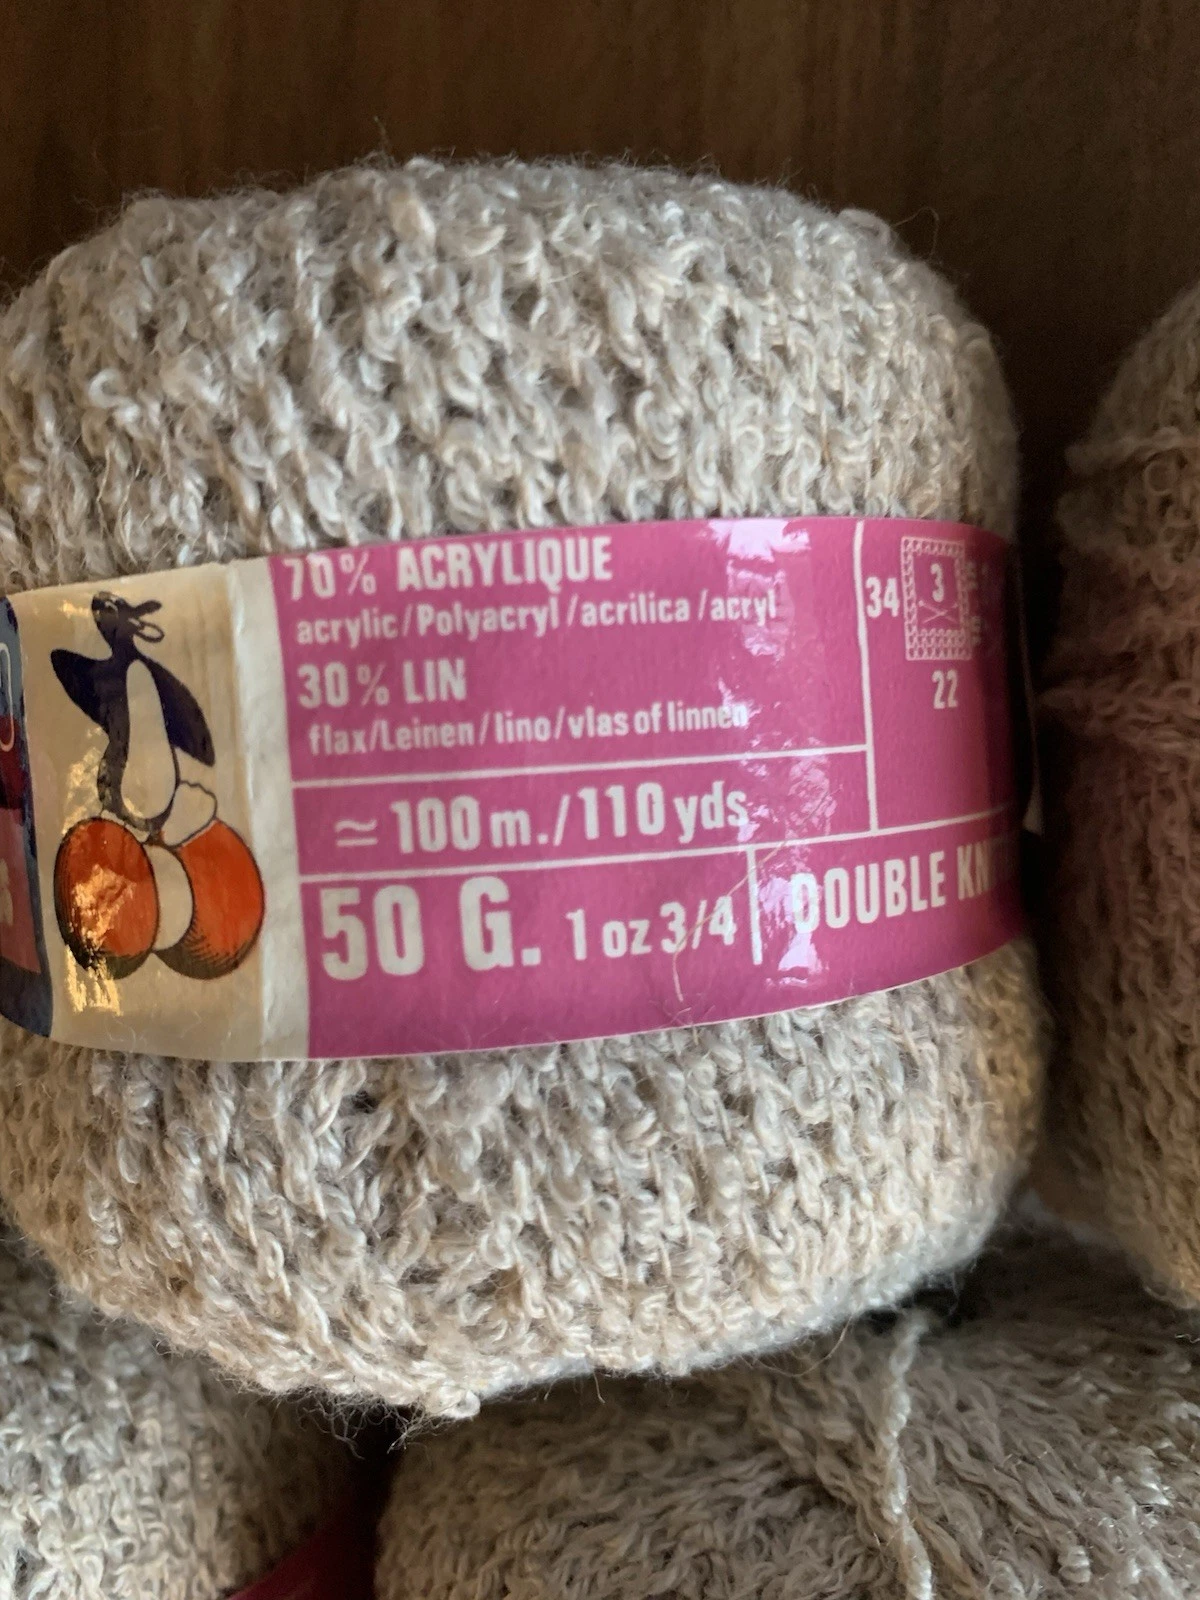 70% ACRYLIQUE
acrylic/Polyacryl/acrilica/acryl
30% LIN
flax/Leinen/lino/vlas of linnen
≃ 100 m./110 yds
50 G. 1 oz 3/4
DOUBLE
34
3
22